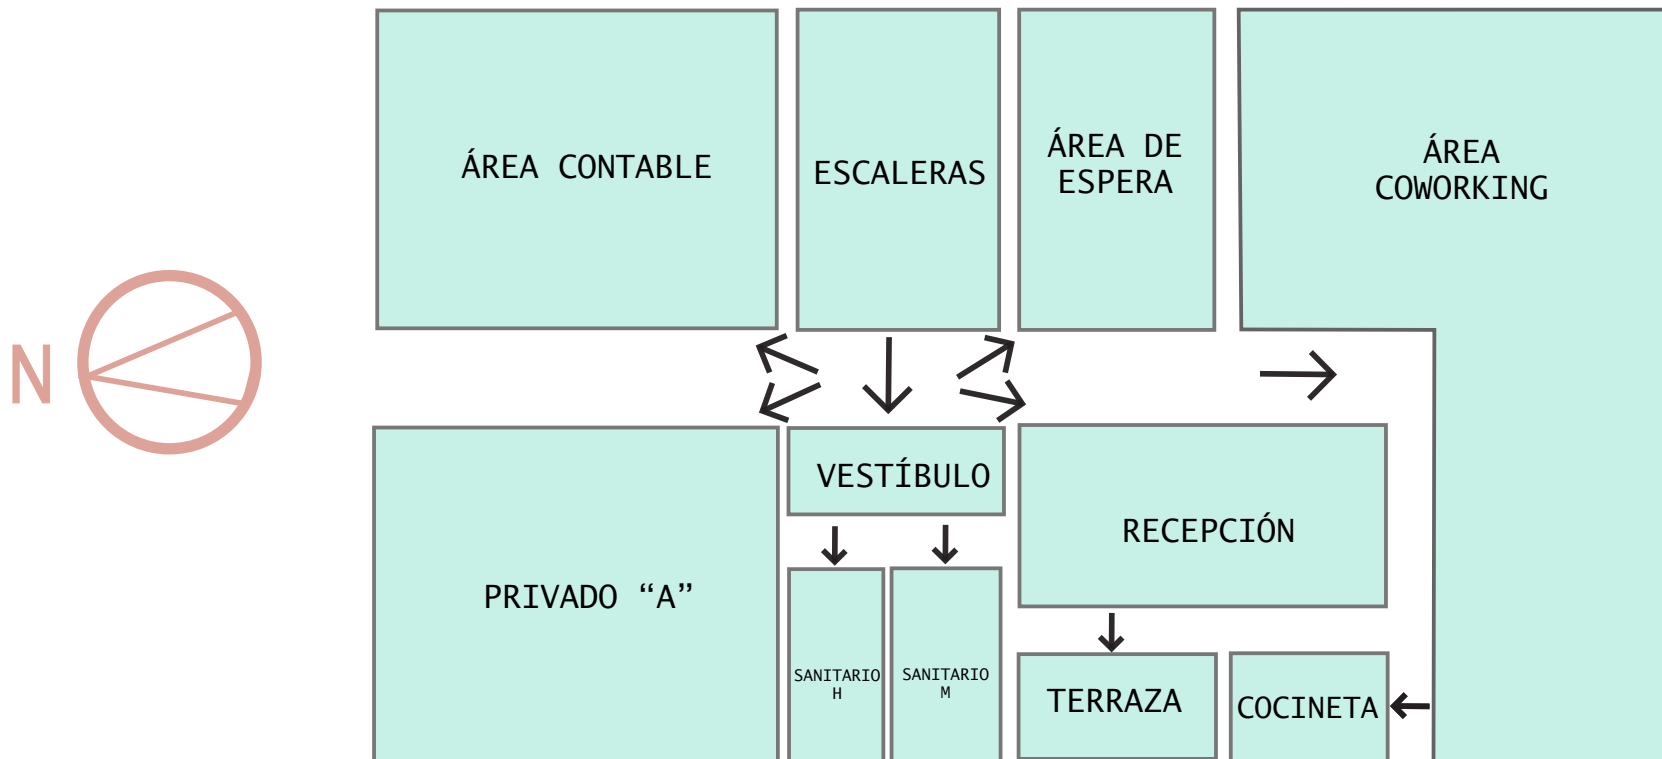 ÁREA CONTABLE
ESCALERAS
ÁREA DE
ESPERA
ÁREA
COWORKING
N
VESTÍBULO
RECEPCIÓN
PRIVADO “A”
SANITARIO
H
SANITARIO
M
TERRAZA
COCINETA